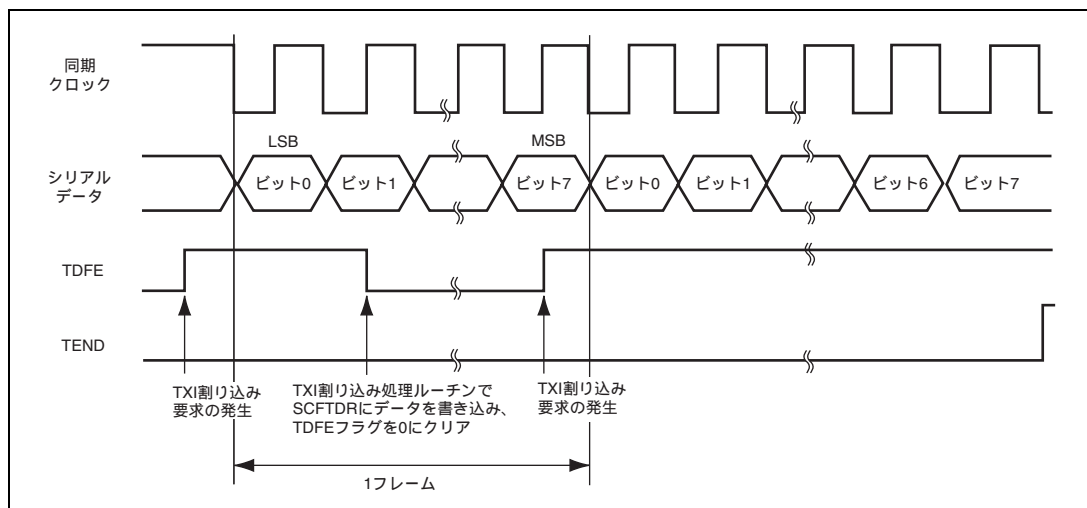 同期
クロック
LSB
MSB
シリアル
データ
ビット0
ビット1
ビット7
ビット0
ビット1
ビット6
ビット7
TDFE
TEND
TXI割り込み
要求の発生
TXI割り込み処理ルーチンで
SCFTDRにデータを書き込み、
TDFEフラグを0にクリア
TXI割り込み
要求の発生
1フレーム